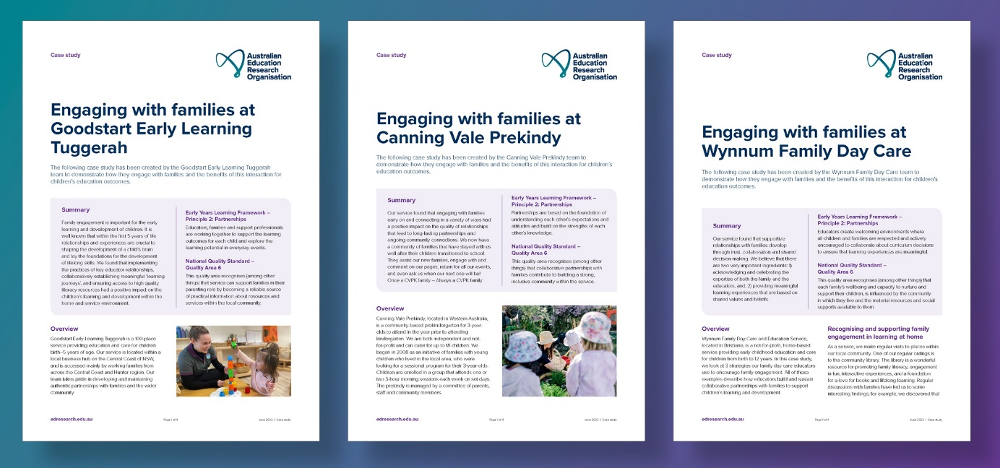 Case study
Australian
Education
Research
Organisation
Engaging with families at
Goodstart Early Learning
Tuggerah
The following case study has been created by the Goodstart Early Learning Tuggerah
team to demonstrate how they engage with families and the benefits of this interaction for
children's education outcomes.
Summary
Family engagement is important for the early
learning and development of children. It is
well known that within the first 5 years of life
relationships and experiences are crucial to
shaping the development of a child's brain
and lay the foundations for the development
of lifelong skills. We found that implementing
the practices of key educator relationships,
collaboratively establishing meaningful 'learning
journeys', and ensuring access to high quality
literacy resources had a positive impact on the
children's learning and development within the
home and service environment.
Early Years Learning Framework –
Principle 2: Partnerships
Educators, families and support professionals
are working together to support the learning
outcomes for each child and explore the
learning potential in everyday events.
National Quality Standard –
Quality Area 6
This quality area recognises (among other
things) that service can support families in their
parenting role by becoming a reliable source
of practical information about resources and
services within the local community.
Overview
Goodstart Early Learning Tuggerah is a 100-place
service providing education and care for children
birth–5 years of age. Our service is located within a
local business hub on the Central Coast of NSW,
and is accessed mainly by working families from
across the Central Coast and Hunter region. Our
team takes pride in developing and maintaining
authentic partnerships with families and the wider
community.
edresearch.edu.au
Page 1 of 4
June 2022 | Case study
Case study
Australian
Education
Research
Organisation
Engaging with families at
Canning Vale Prekindy
The following case study has been created by the Canning Vale Prekindy team to
demonstrate how they engage with families and the benefits of this interaction for children's
education outcomes.
Summary
Our service found that engaging with families
early on and connecting in a variety of ways had
a positive impact on the quality of relationships
that lead to long-lasting partnerships and
ongoing community connections. We now have
a community of families that have stayed with us
well after their children transitioned to school.
They assist our new families, engage with and
comment on our pages, return for all our events,
and even ask us when our next one will be!
Once a CVPK family – Always a CVPK family.
Early Years Learning Framework –
Principle 2: Partnerships
Partnerships are based on the foundation of
understanding each other's expectations and
attitudes and build on the strengths of each
other's knowledge.
National Quality Standard –
Quality Area 6
This quality area recognises (among other
things) that collaborative partnerships with
families contribute to building a strong,
inclusive community within the service.
Overview
Canning Vale Prekindy, located in Western Australia,
is a community-based prekindergarten for 3-year-
olds to attend in the year prior to attending
kindergarten. We are both independent and not-
for-profit and can cater for up to 18 children. We
began in 2008 as an initiative of families with young
children who lived in the local area, who were
looking for a sessional program for their 3-year-olds.
Children are enrolled in a group that attends one or
two 3-hour morning sessions each week on set days.
The prekindy is managed by a committee of parents,
staff and community members.
edresearch.edu.au
Page 1 of 4
June 2022 | Case study
Case study
Australian
Education
Research
Organisation
Engaging with families at
Wynnum Family Day Care
The following case study has been created by the Wynnum Family Day Care team to
demonstrate how they engage with families and the benefits of this interaction for children's
education outcomes.
Summary
Our service found that supportive
relationships with families develop
through trust, collaboration and shared
decision-making. We believe that there
are two very important ingredients: 1)
acknowledging and celebrating the
expertise of both the family and the
educators, and; 2) providing meaningful
learning experiences that are based on
shared values and beliefs.
Early Years Learning Framework –
Principle 2: Partnerships
Educators create welcoming environments where
all children and families are respected and actively
encouraged to collaborate about curriculum decisions
to ensure that learning experiences are meaningful.
National Quality Standard –
Quality Area 6
This quality area recognises (among other things) that
each family's wellbeing and capacity to nurture and
support their children, is influenced by the community
in which they live and the material resources and social
supports available to them.
Overview
Wynnum Family Day Care and Education Service,
located in Brisbane, is a not-for-profit, home-based
service providing early childhood education and care
for children from birth to 12 years. In this case study,
we look at 3 strategies our family day care educators
use to encourage family engagement. All of these
examples describe how educators build and sustain
collaborative partnerships with families to support
children's learning and development.
Recognising and supporting family
engagement in learning at home
As a service, we make regular visits to places within
our local community. One of our regular outings is
to the community library. The library is a wonderful
resource for promoting family literacy, engagement
in fun, interactive experiences, and a foundation
for a love for books and lifelong learning. Regular
discussions with families have led us to some
interesting findings; for example, we discovered that
edresearch.edu.au
Page 1 of 4
June 2022 | Case study